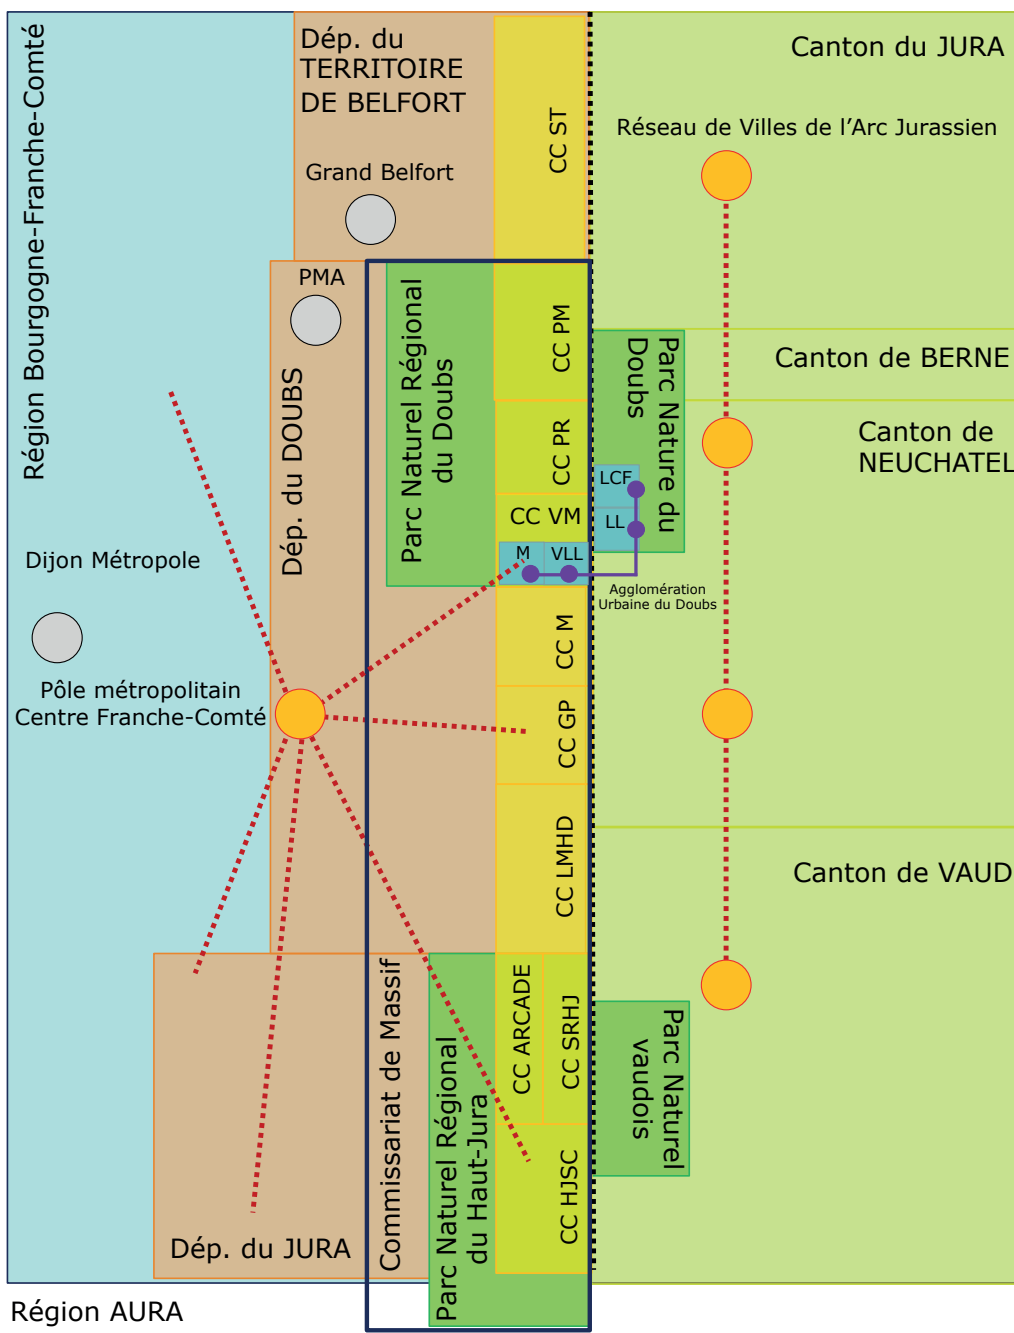 Région Bourgogne-Franche-Comté
Dép. du
TERRITOIRE
DE BELFORT
Grand Belfort
CC ST
Canton du JURA
Réseau de Villes de l'Arc Jurassien
PMA
Dép. du DOUBS
Parc Naturel Régional
du Doubs
CC PM
CC PR
CC VM
M
VLL
LCF
LL
Parc Nature du
Doubs
Canton de BERNE
Canton de
NEUCHATEL
Agglomération
Urbaine du Doubs
Dijon Métropole
Pôle métropolitain
Centre Franche-Comté
CC M
CC GP
CC LMHD
Canton de VAUD
Commissariat de Massif
Parc Naturel Régional
du Haut-Jura
CC ARCADE
CC SRHJ
CC HJSC
Parc Naturel
vaudois
Dép. du JURA
Région AURA